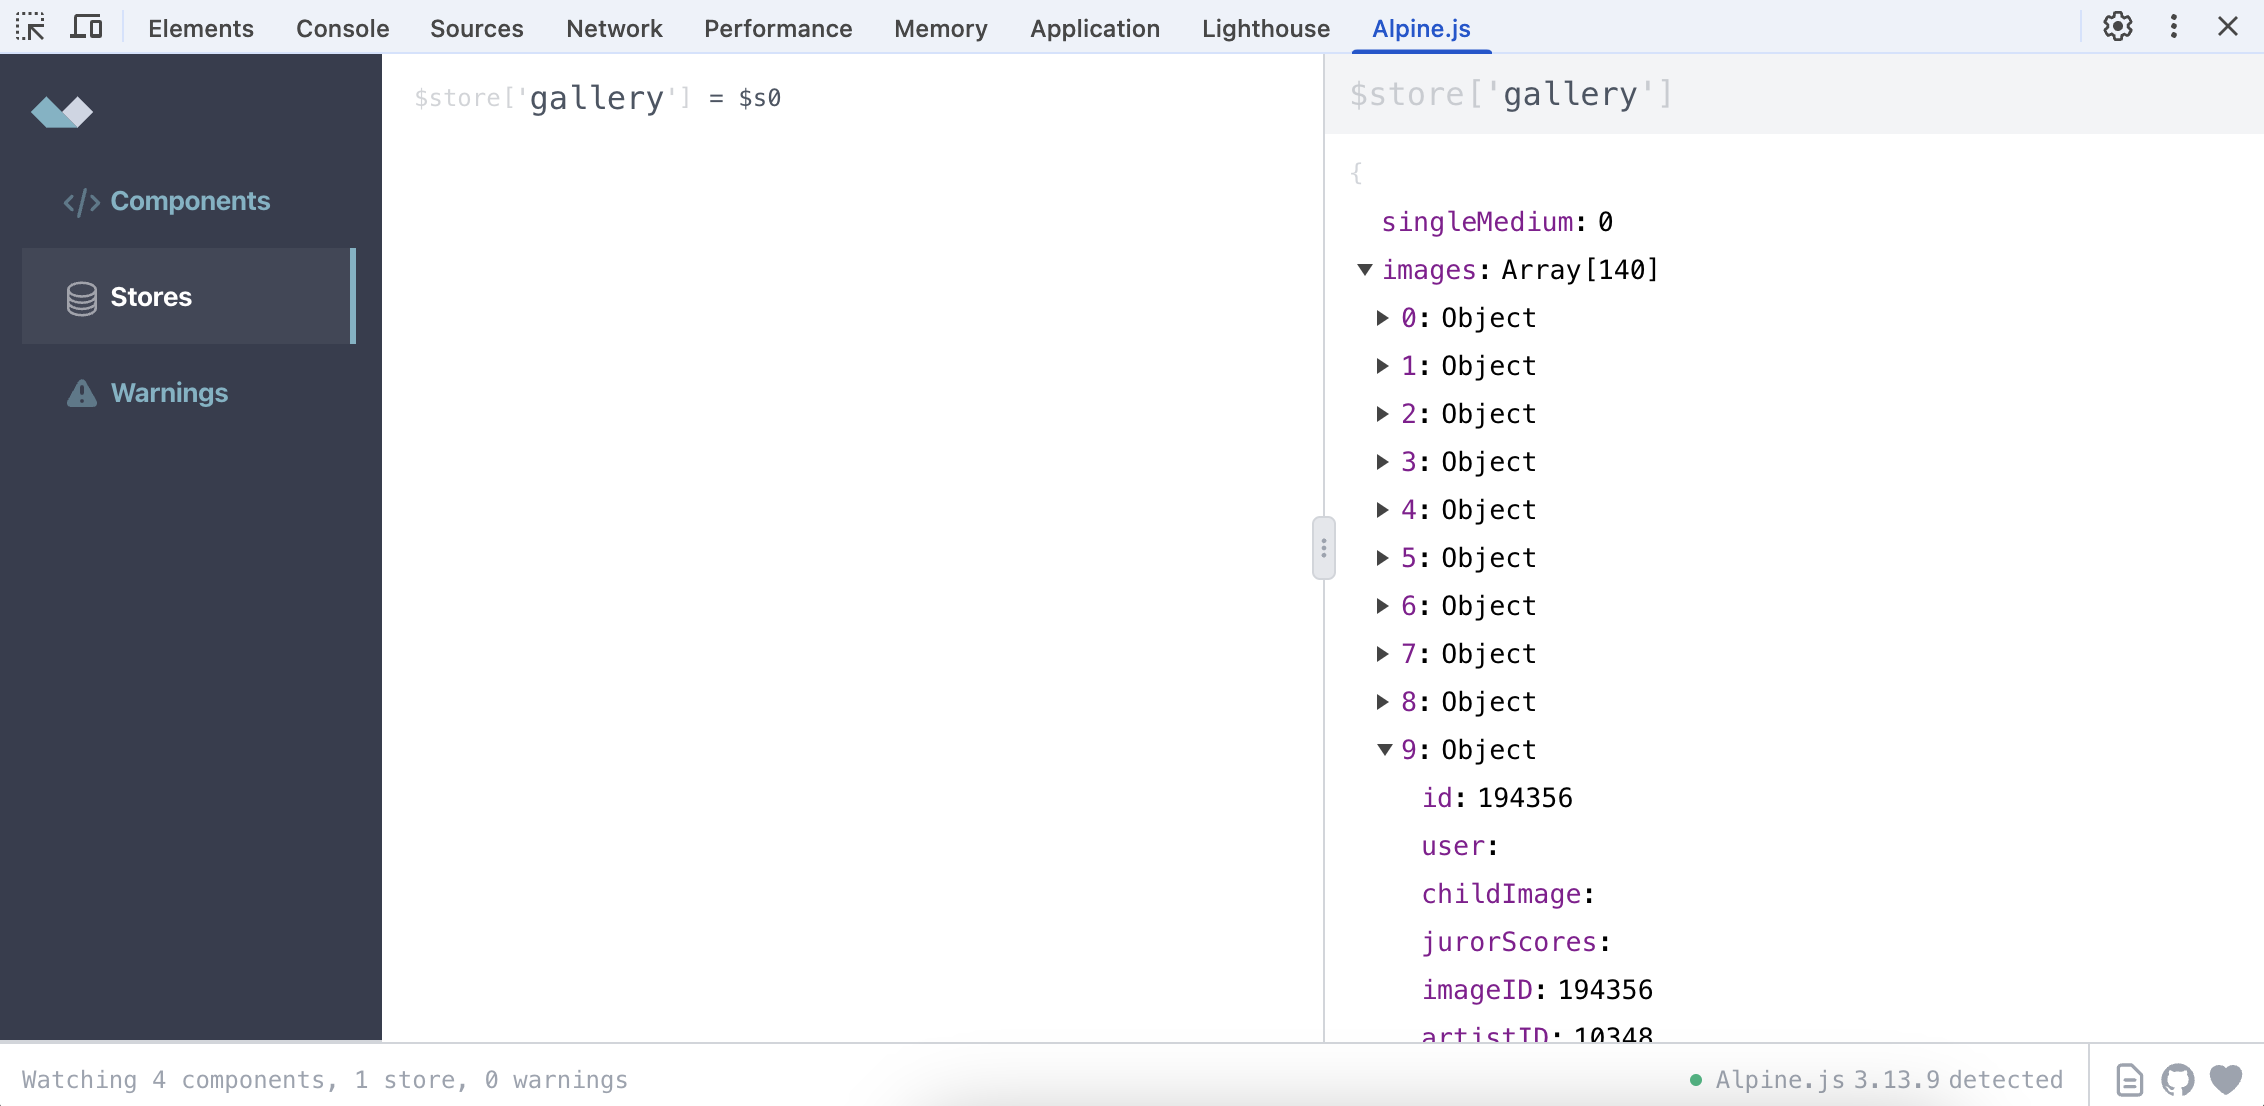 Elements Console Sources Network Performance Memory Application Lighthouse Alpine.js
Components
Stores
Warnings
$store['gallery'] = $s0
$store['gallery']
{
singleMedium: 0
images: Array[140]
0: Object
1: Object
2: Object
3: Object
4: Object
5: Object
6: Object
7: Object
8: Object
9: Object
id: 194356
user:
childImage:
jurorScores:
imageID: 194356
artistID: 10348
Watching 4 components, 1 store, 0 warnings
Alpine.js 3.13.9 detected